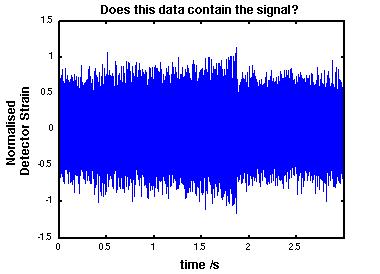 Does this data contain the signal?
1.5
1
0.5
0
-0.5
-1
-1.5
Normalised
Detector Strain
0 0.5 1 1.5 2 2.5
time /s